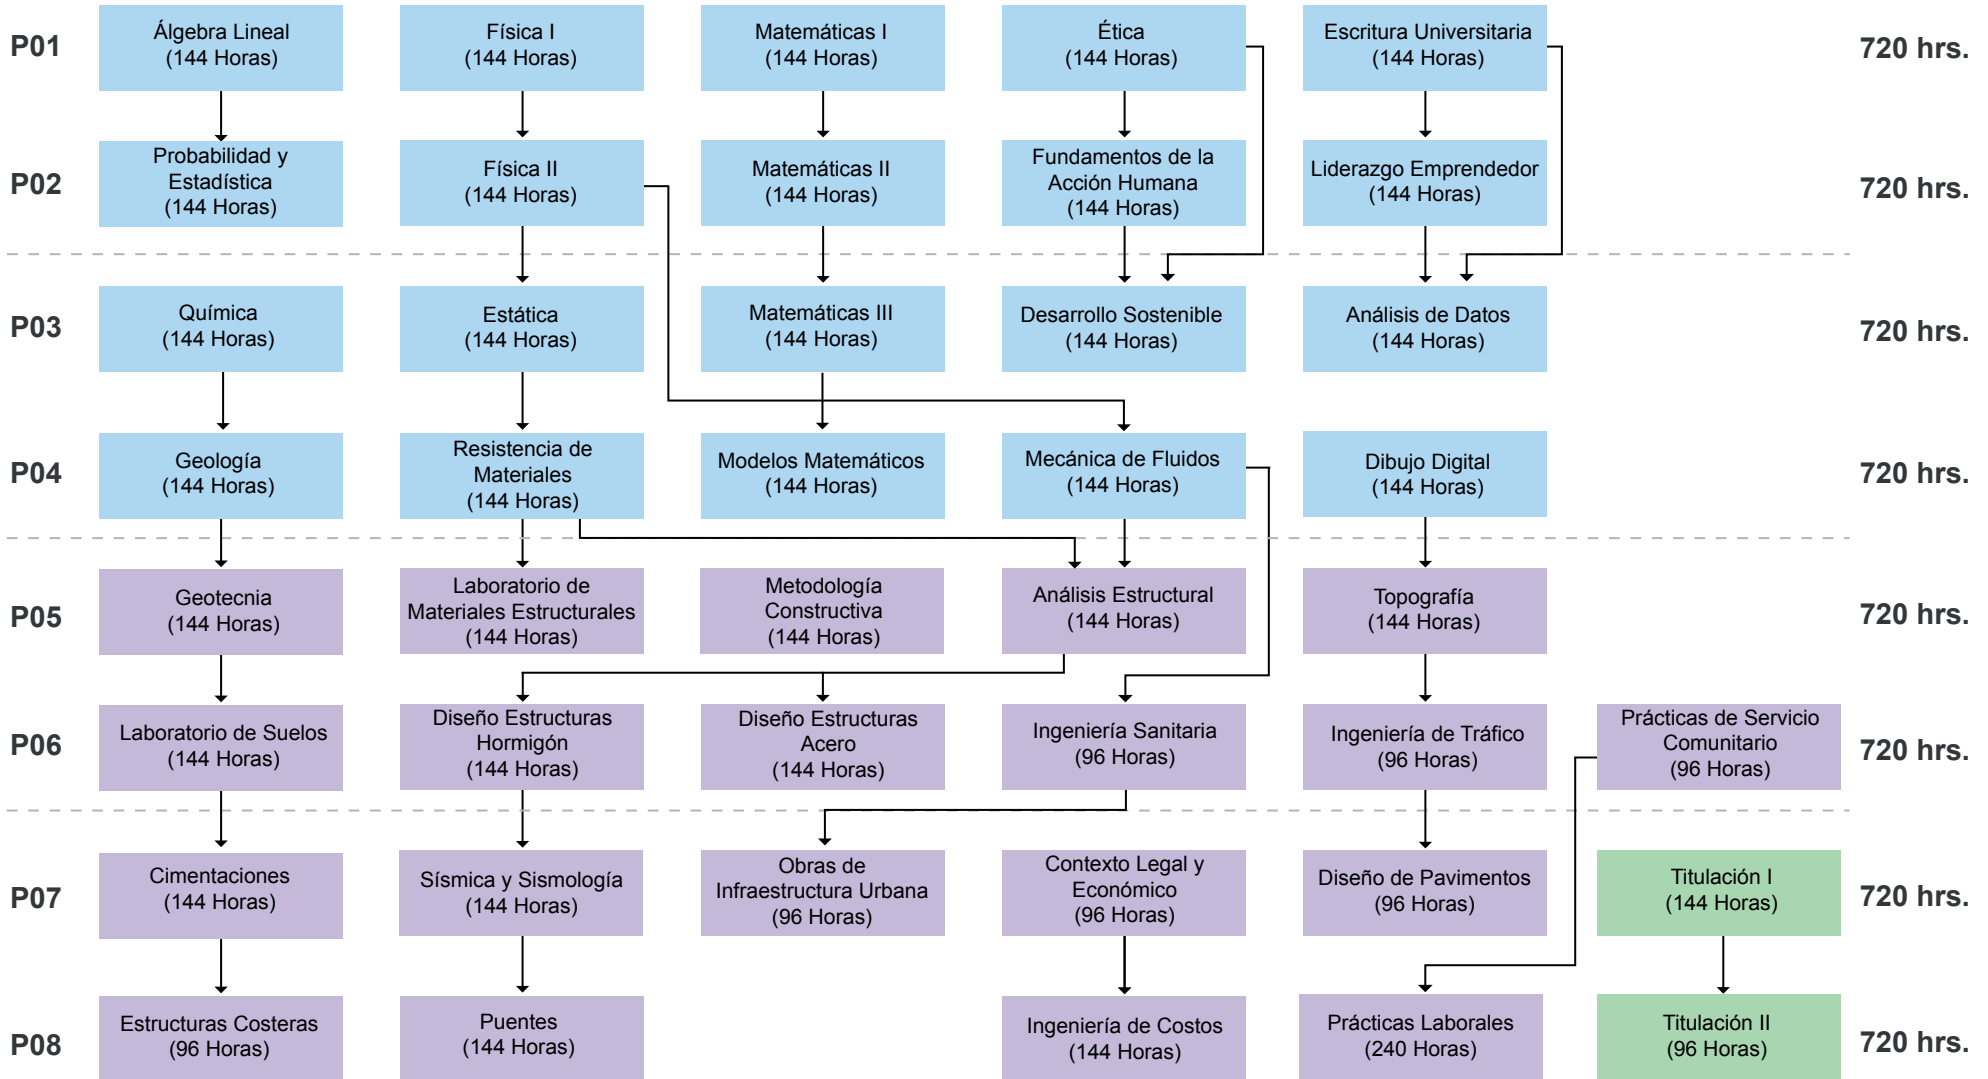 P01
Álgebra Lineal
(144 Horas)
Física I
(144 Horas)
Matemáticas I
(144 Horas)
Ética
(144 Horas)
Escritura Universitaria
(144 Horas)
720 hrs.
P02
Probabilidad y
Estadística
(144 Horas)
Física II
(144 Horas)
Matemáticas II
(144 Horas)
Fundamentos de la
Acción Humana
(144 Horas)
Liderazgo Emprendedor
(144 Horas)
720 hrs.
P03
Química
(144 Horas)
Estática
(144 Horas)
Matemáticas III
(144 Horas)
Desarrollo Sostenible
(144 Horas)
Análisis de Datos
(144 Horas)
720 hrs.
P04
Geología
(144 Horas)
Resistencia de
Materiales
(144 Horas)
Modelos Matemáticos
(144 Horas)
Mecánica de Fluidos
(144 Horas)
Dibujo Digital
(144 Horas)
720 hrs.
P05
Geotecnia
(144 Horas)
Laboratorio de
Materiales Estructurales
(144 Horas)
Metodología
Constructiva
(144 Horas)
Análisis Estructural
(144 Horas)
Topografía
(144 Horas)
720 hrs.
P06
Laboratorio de Suelos
(144 Horas)
Diseño Estructuras
Hormigón
(144 Horas)
Diseño Estructuras
Acero
(144 Horas)
Ingeniería Sanitaria
(96 Horas)
Ingeniería de Tráfico
(96 Horas)
Prácticas de Servicio
Comunitario
(96 Horas)
720 hrs.
P07
Cimentaciones
(144 Horas)
Sísmica y Sismología
(144 Horas)
Obras de
Infraestructura Urbana
(96 Horas)
Contexto Legal y
Económico
(96 Horas)
Diseño de Pavimentos
(96 Horas)
Titulación I
(144 Horas)
720 hrs.
P08
Estructuras Costeras
(96 Horas)
Puentes
(144 Horas)
Ingeniería de Costos
(144 Horas)
Prácticas Laborales
(240 Horas)
Titulación II
(96 Horas)
720 hrs.